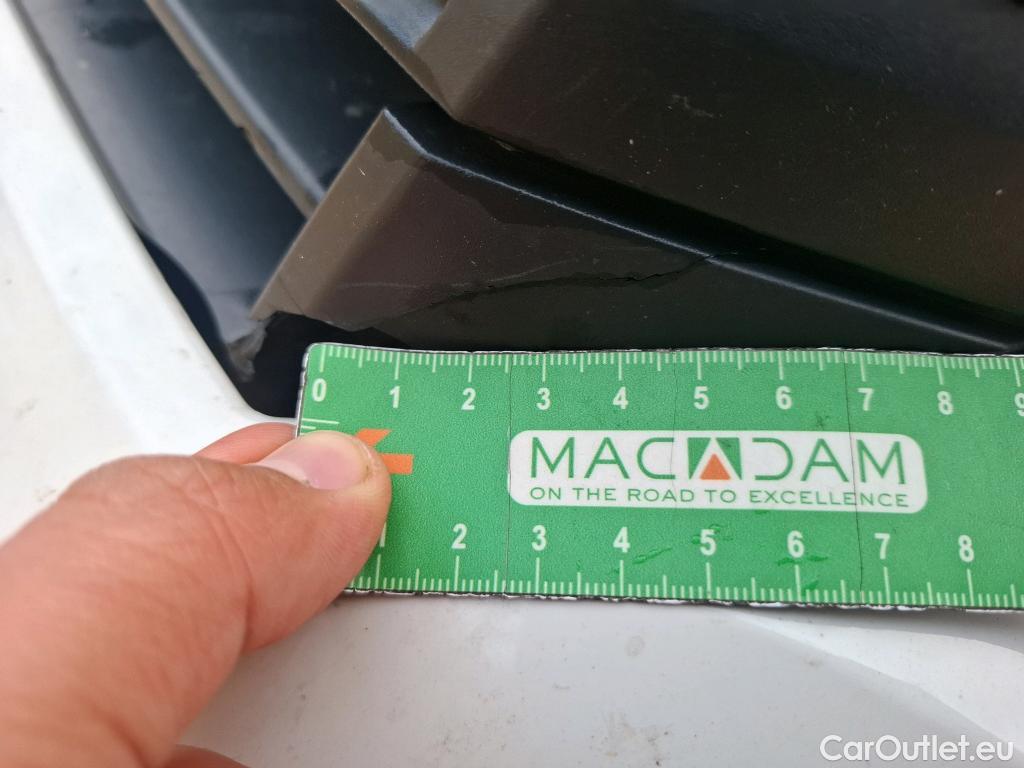 0 1 2 3 4 5 6 7 8 9
MACADAM
ON THE ROAD TO EXCELLENCE
1 2 3 4 5 6 7 8
CarOutlet.eu